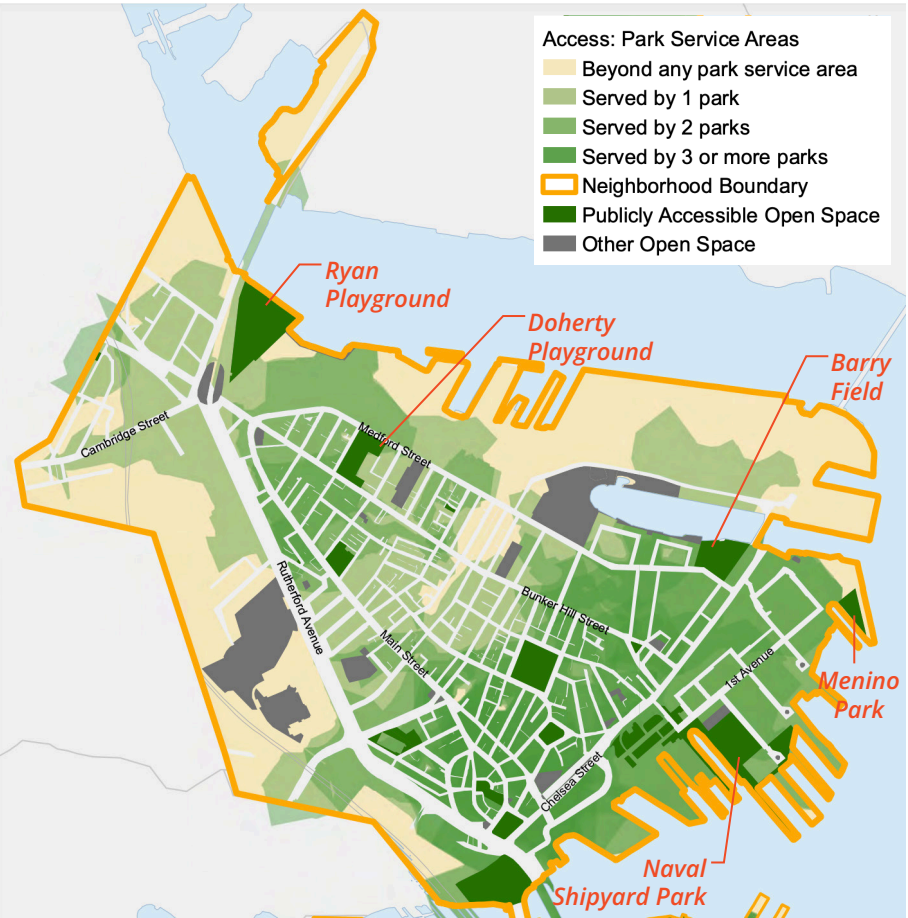 Access: Park Service Areas
Beyond any park service area
Served by 1 park
Served by 2 parks
Served by 3 or more parks
Neighborhood Boundary
Publicly Accessible Open Space
Other Open Space
Ryan
Playground
Doherty
Playground
Barry
Field
Cambridge Street
Medford Street
Rutherford Avenue
Bunker Hill Street
Main Street
1st Avenue
Menino
Park
Chelsea Street
Naval
Shipyard Park